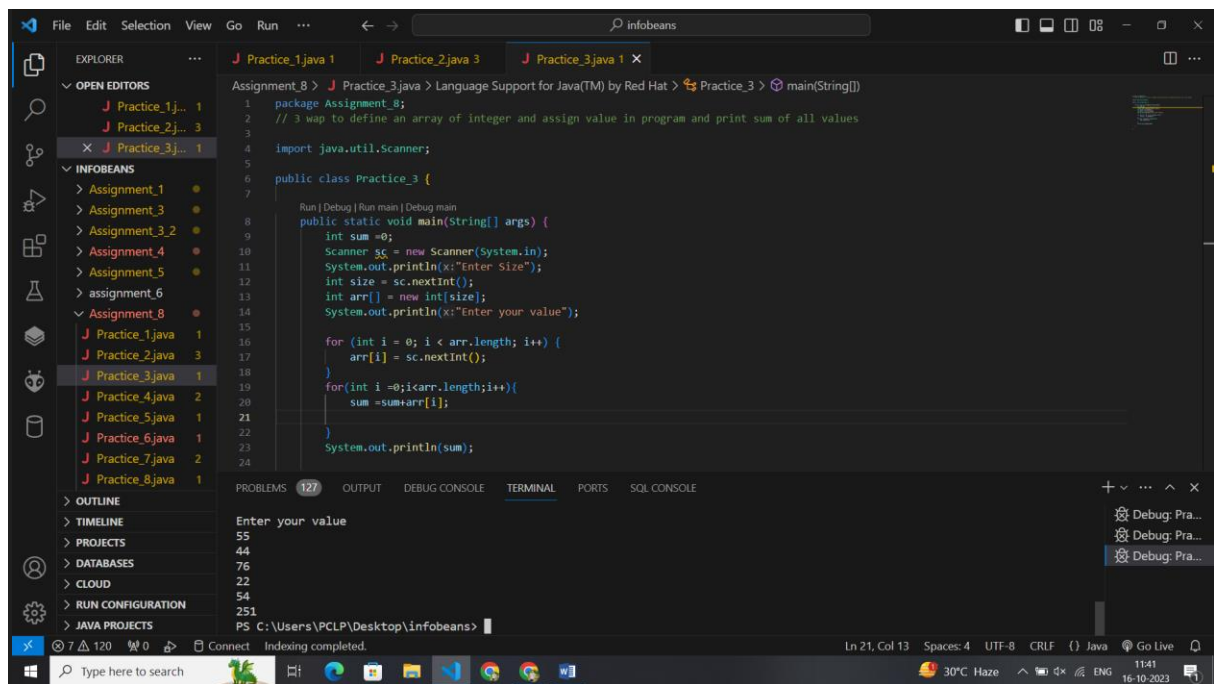 File Edit Selection View Go Run ··· infobeans
EXPLORER ···
OPEN EDITORS
J Practice_1.j... 1
J Practice_2.j... 3
J Practice_3.j... 1
INFOBEANS
Assignment_1
Assignment_3
Assignment_3_2
Assignment_4
Assignment_5
assignment_6
Assignment_8
J Practice_1.java 1
J Practice_2.java 3
J Practice_3.java 1
J Practice_4.java 2
J Practice_5.java 1
J Practice_6.java 1
J Practice_7.java 2
J Practice_8.java 1
OUTLINE
TIMELINE
PROJECTS
DATABASES
CLOUD
RUN CONFIGURATION
JAVA PROJECTS
J Practice_1.java 1 J Practice_2.java 3 J Practice_3.java 1
Assignment_8 > J Practice_3.java > Language Support for Java(TM) by Red Hat > Practice_3 > main(String[])
1 package Assignment_8;
2 // 3 wap to define an array of integer and assign value in program and print sum of all values
3
4 import java.util.Scanner;
5
6 public class Practice_3 {
7
Run | Debug | Run main | Debug main
8 public static void main(String[] args) {
9 int sum =0;
10 Scanner sc = new Scanner(System.in);
11 System.out.println(x:"Enter Size");
12 int size = sc.nextInt();
13 int arr[] = new int[size];
14 System.out.println(x:"Enter your value");
15
16 for (int i = 0; i < arr.length; i++) {
17 arr[i] = sc.nextInt();
18 }
19 for(int i =0;i<arr.length;i++){
20 sum =sum+arr[i];
21
22 }
23 System.out.println(sum);
24
PROBLEMS 127 OUTPUT DEBUG CONSOLE TERMINAL PORTS SQL CONSOLE
Enter your value
55
44
76
22
54
251
PS C:\Users\PCLP\Desktop\infobeans>
Debug: Pra...
Debug: Pra...
Debug: Pra...
7 120 0 Connect Indexing completed. Ln 21, Col 13 Spaces: 4 UTF-8 CRLF {} Java Go Live
Type here to search 30°C Haze ENG 11:41
16-10-2023